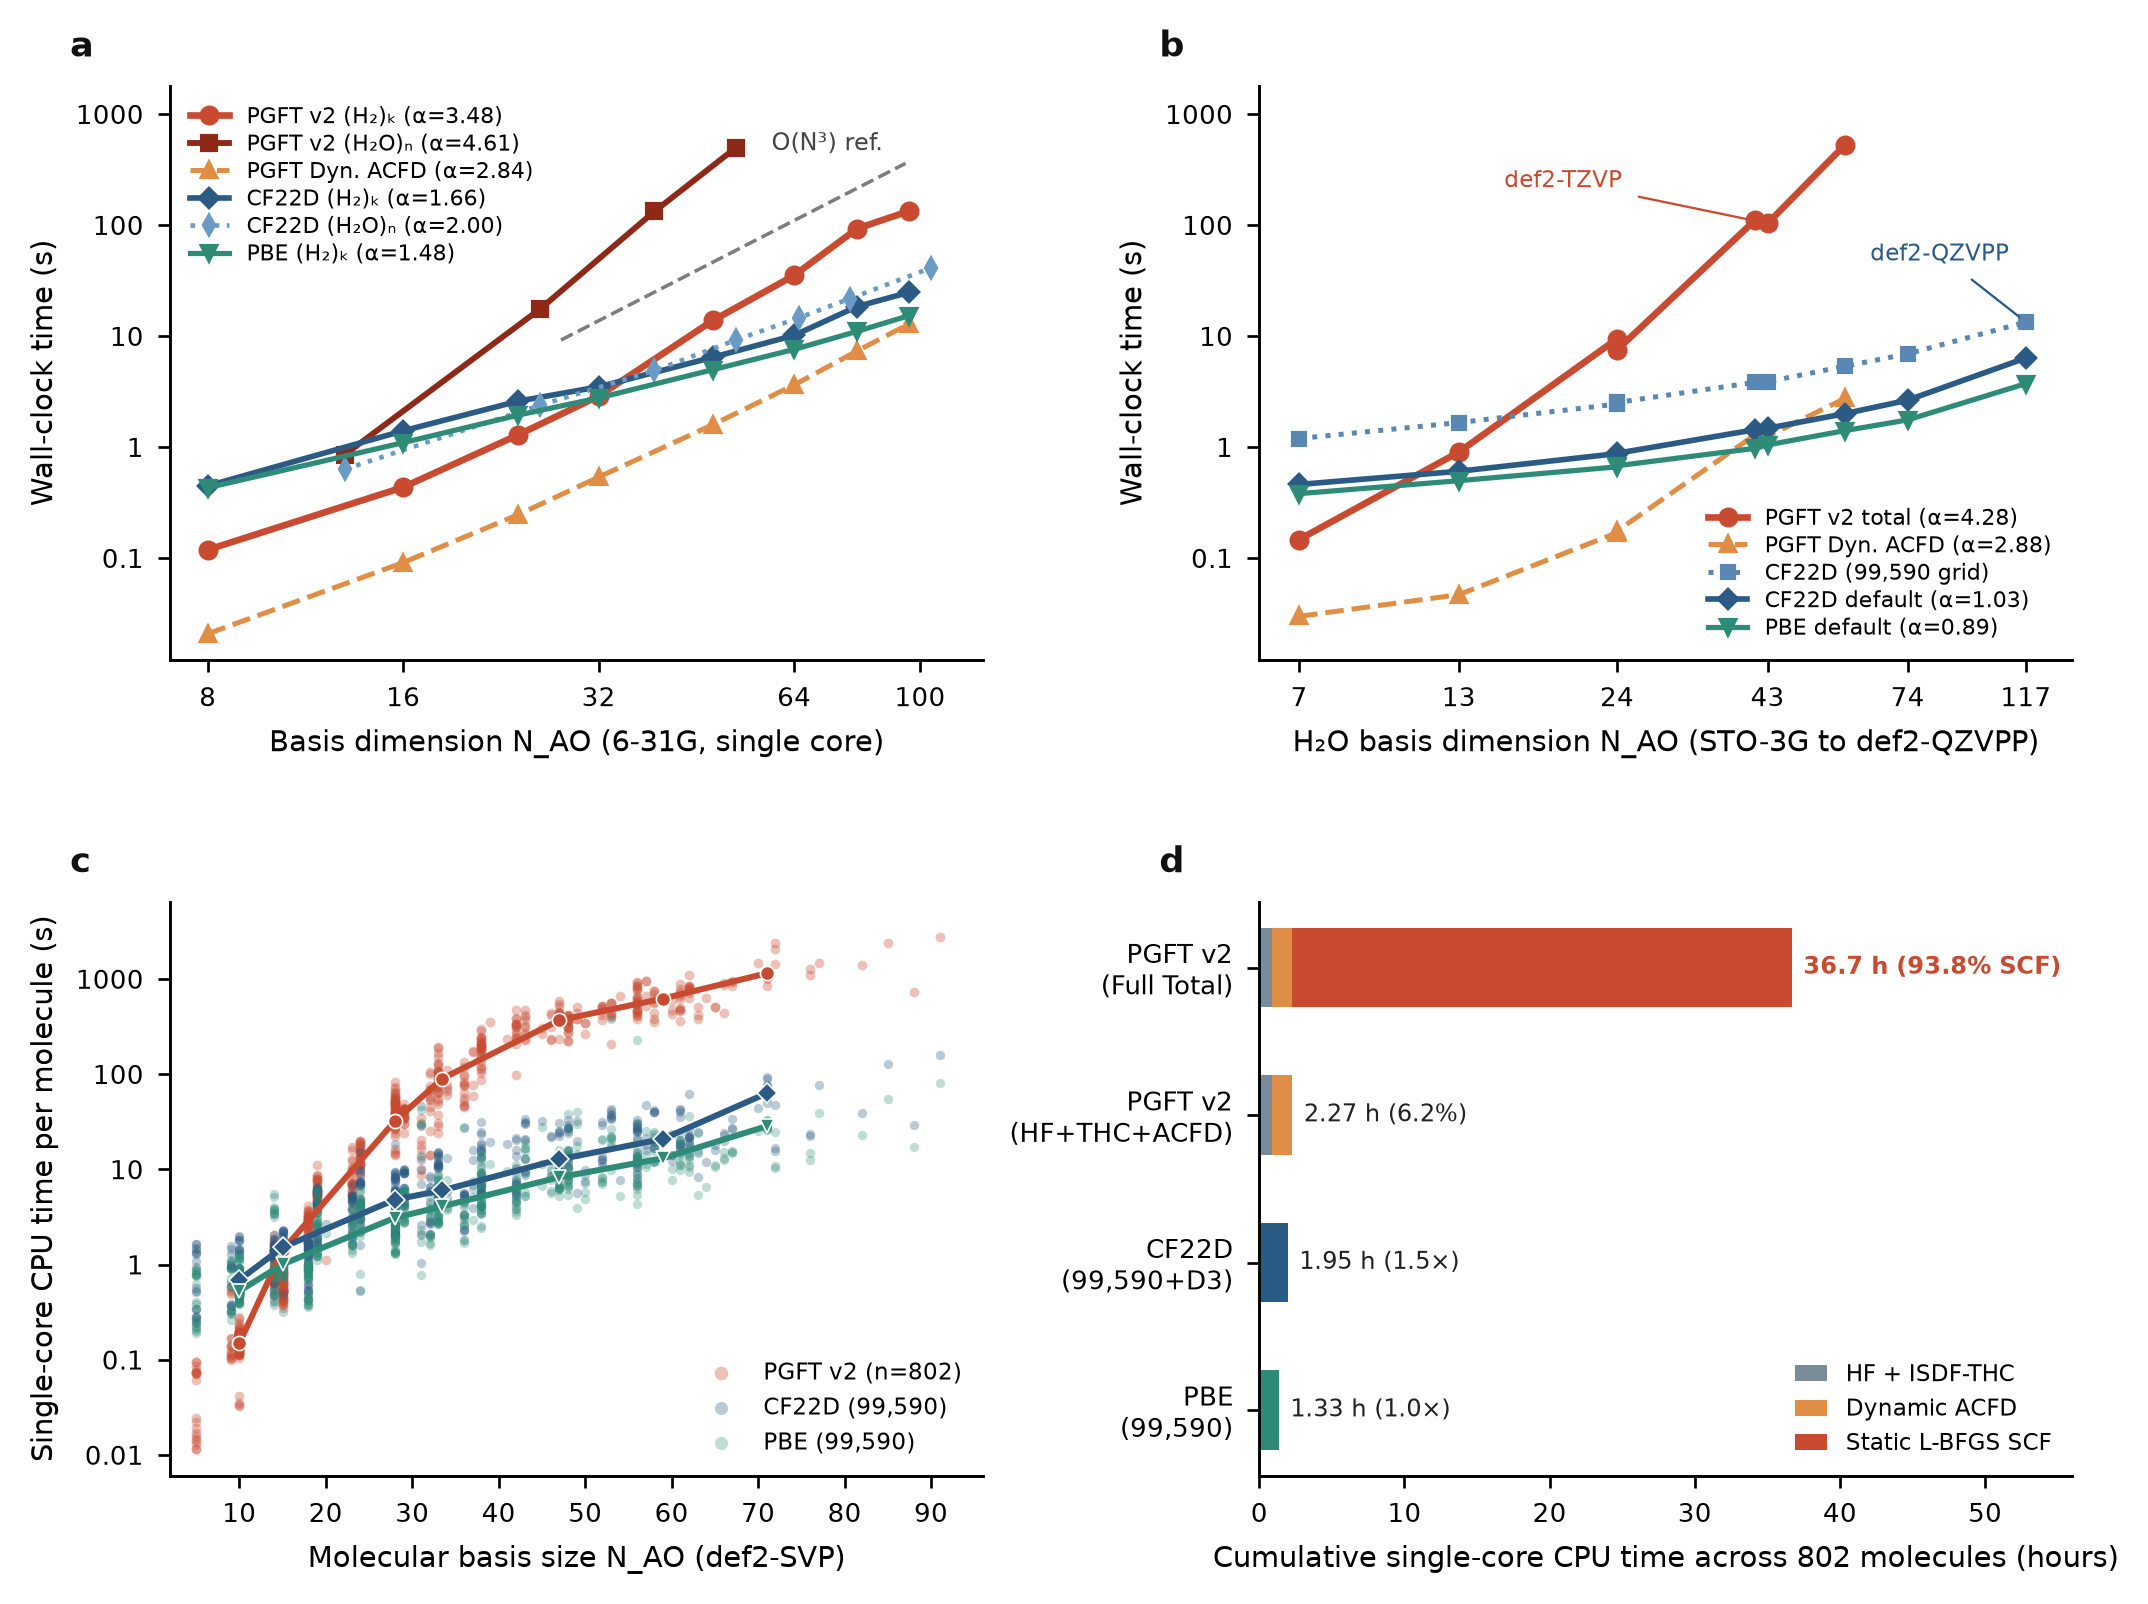 a
1000
100
10
1
0.1
Wall-clock time (s)
PGFT v2 (H₂)ₖ (α=3.48)
PGFT v2 (H₂O)ₙ (α=4.61)
PGFT Dyn. ACFD (α=2.84)
CF22D (H₂)ₖ (α=1.66)
CF22D (H₂O)ₙ (α=2.00)
PBE (H₂)ₖ (α=1.48)
O(N³) ref.
8 16 32 64 100
Basis dimension N_AO (6-31G, single core)
b
1000
100
10
1
0.1
Wall-clock time (s)
def2-TZVP
def2-QZVPP
PGFT v2 total (α=4.28)
PGFT Dyn. ACFD (α=2.88)
CF22D (99,590 grid)
CF22D default (α=1.03)
PBE default (α=0.89)
7 13 24 43 74 117
H₂O basis dimension N_AO (STO-3G to def2-QZVPP)
c
1000
100
10
1
0.1
0.01
Single-core CPU time per molecule (s)
PGFT v2 (n=802)
CF22D (99,590)
PBE (99,590)
10 20 30 40 50 60 70 80 90
Molecular basis size N_AO (def2-SVP)
d
PGFT v2
(Full Total)
36.7 h (93.8% SCF)
PGFT v2
(HF+THC+ACFD)
2.27 h (6.2%)
CF22D
(99,590+D3)
1.95 h (1.5×)
PBE
(99,590)
1.33 h (1.0×)
HF + ISDF-THC
Dynamic ACFD
Static L-BFGS SCF
0 10 20 30 40 50
Cumulative single-core CPU time across 802 molecules (hours)